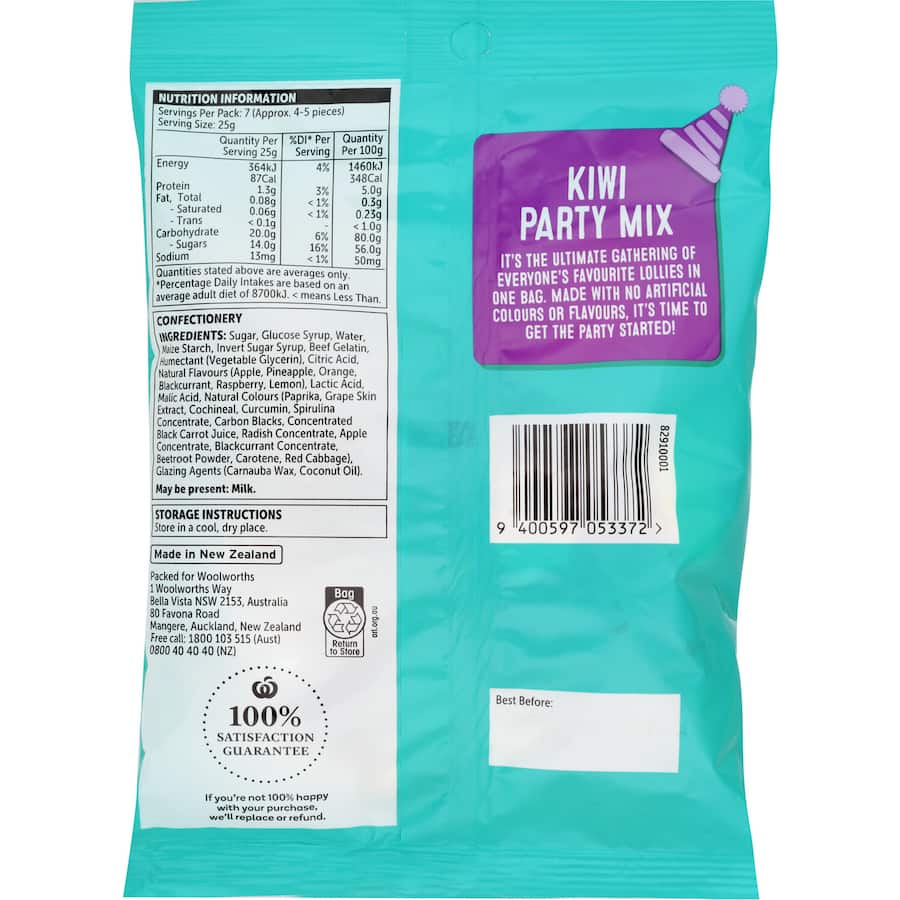 NUTRITION INFORMATION
Servings Per Pack: 7 (Approx. 4-5 pieces)
Serving Size: 25g
Quantity Per Serving 25g %DI* Per Serving Quantity Per 100g
Energy 364kJ 4% 1460kJ
87Cal 348Cal
Protein 1.3g 3% 5.0g
Fat, Total 0.08g < 1% 0.3g
- Saturated 0.06g < 1% 0.23g
- Trans < 0.1g - < 1.0g
Carbohydrate 20.0g 6% 80.0g
- Sugars 14.0g 16% 56.0g
Sodium 13mg < 1% 50mg
Quantities stated above are averages only.
*Percentage Daily Intakes are based on an
average adult diet of 8700kJ. < means Less Than.
CONFECTIONERY
INGREDIENTS: Sugar, Glucose Syrup, Water,
Maize Starch, Invert Sugar Syrup, Beef Gelatin,
Humectant (Vegetable Glycerin), Citric Acid,
Natural Flavours (Apple, Pineapple, Orange,
Blackcurrant, Raspberry, Lemon), Lactic Acid,
Malic Acid, Natural Colours (Paprika, Grape Skin
Extract, Cochineal, Curcumin, Spirulina
Concentrate, Carbon Blacks, Concentrated
Black Carrot Juice, Radish Concentrate, Apple
Concentrate, Blackcurrant Concentrate,
Beetroot Powder, Carotene, Red Cabbage),
Glazing Agents (Carnauba Wax, Coconut Oil).
May be present: Milk.
STORAGE INSTRUCTIONS
Store in a cool, dry place.
Made in New Zealand
Packed for Woolworths
1 Woolworths Way
Bella Vista NSW 2153, Australia
80 Favona Road
Mangere, Auckland, New Zealand
Free call: 1800 103 515 (Aust)
0800 40 40 40 (NZ)
Bag
Return
to Store
arl.org.au
100%
SATISFACTION
GUARANTEE
If you're not 100% happy
with your purchase,
we'll replace or refund.
KIWI
PARTY MIX
IT'S THE ULTIMATE GATHERING OF
EVERYONE'S FAVOURITE LOLLIES IN
ONE BAG. MADE WITH NO ARTIFICIAL
COLOURS OR FLAVOURS, IT'S TIME TO
GET THE PARTY STARTED!
82910001
9 400597 053372 >
Best Before: